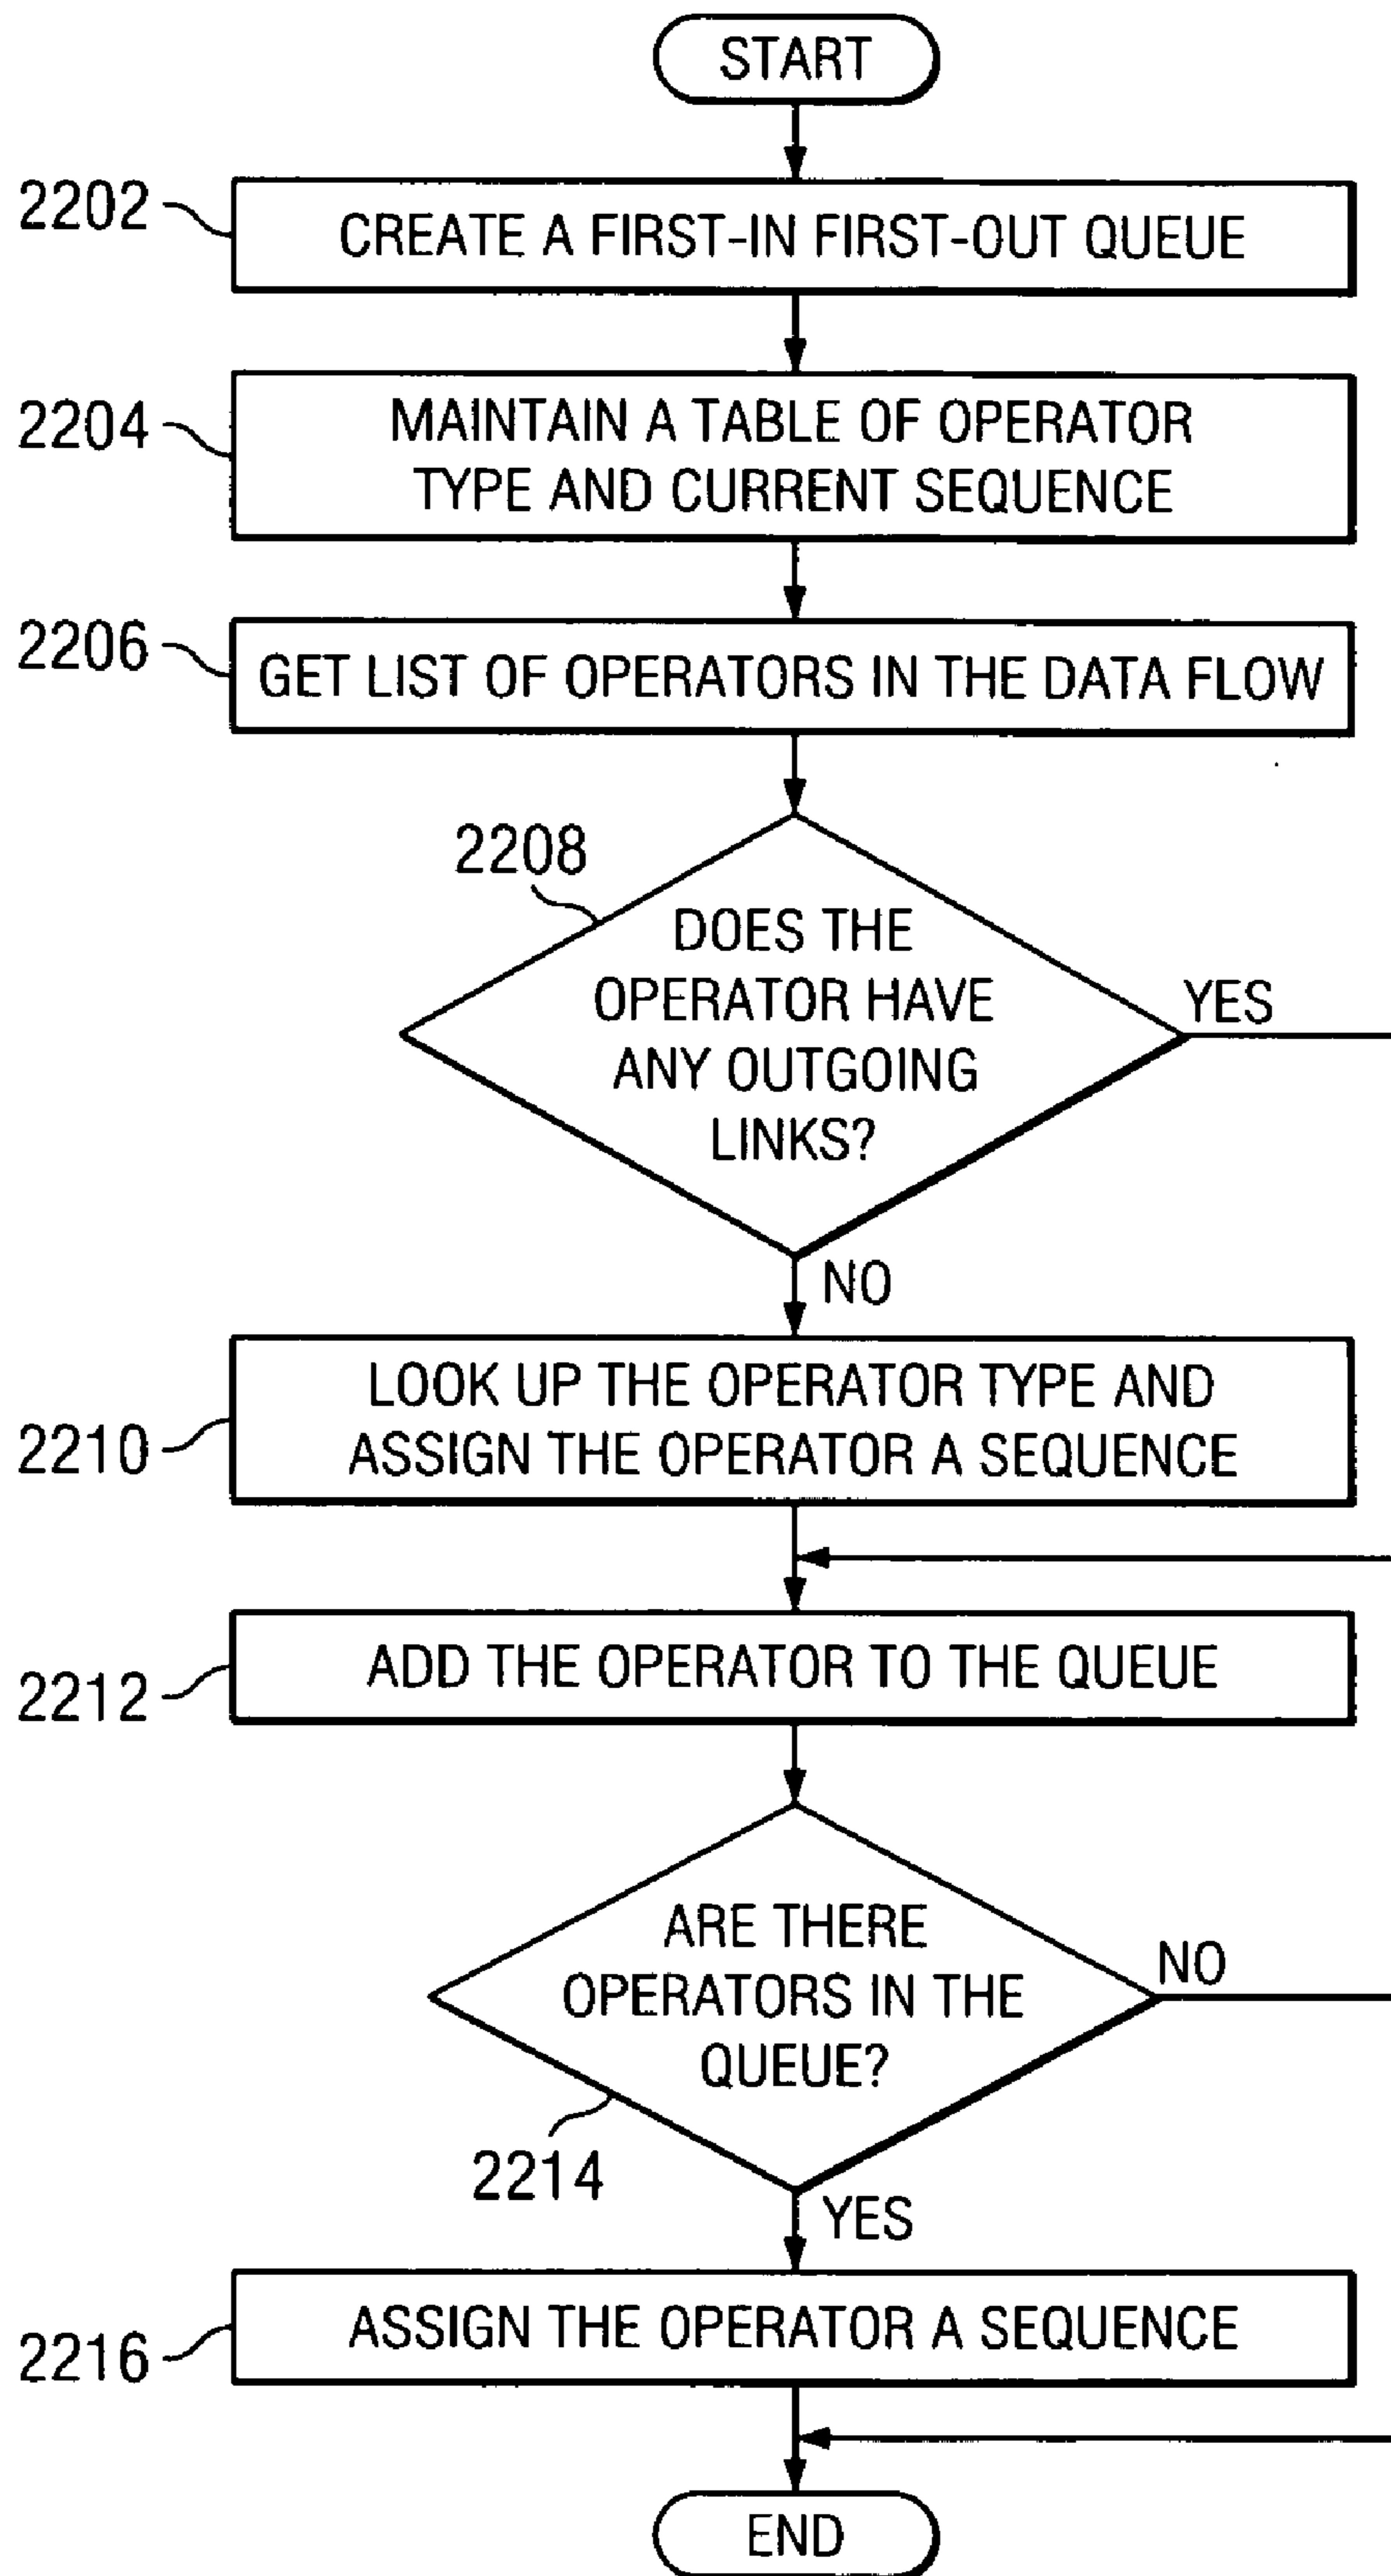 START
2202
CREATE A FIRST-IN FIRST-OUT QUEUE
2204
MAINTAIN A TABLE OF OPERATOR
TYPE AND CURRENT SEQUENCE
2206
GET LIST OF OPERATORS IN THE DATA FLOW
2208
DOES THE
OPERATOR HAVE
ANY OUTGOING
LINKS?
YES
NO
2210
LOOK UP THE OPERATOR TYPE AND
ASSIGN THE OPERATOR A SEQUENCE
2212
ADD THE OPERATOR TO THE QUEUE
ARE THERE
OPERATORS IN THE
QUEUE?
NO
2214
YES
2216
ASSIGN THE OPERATOR A SEQUENCE
END